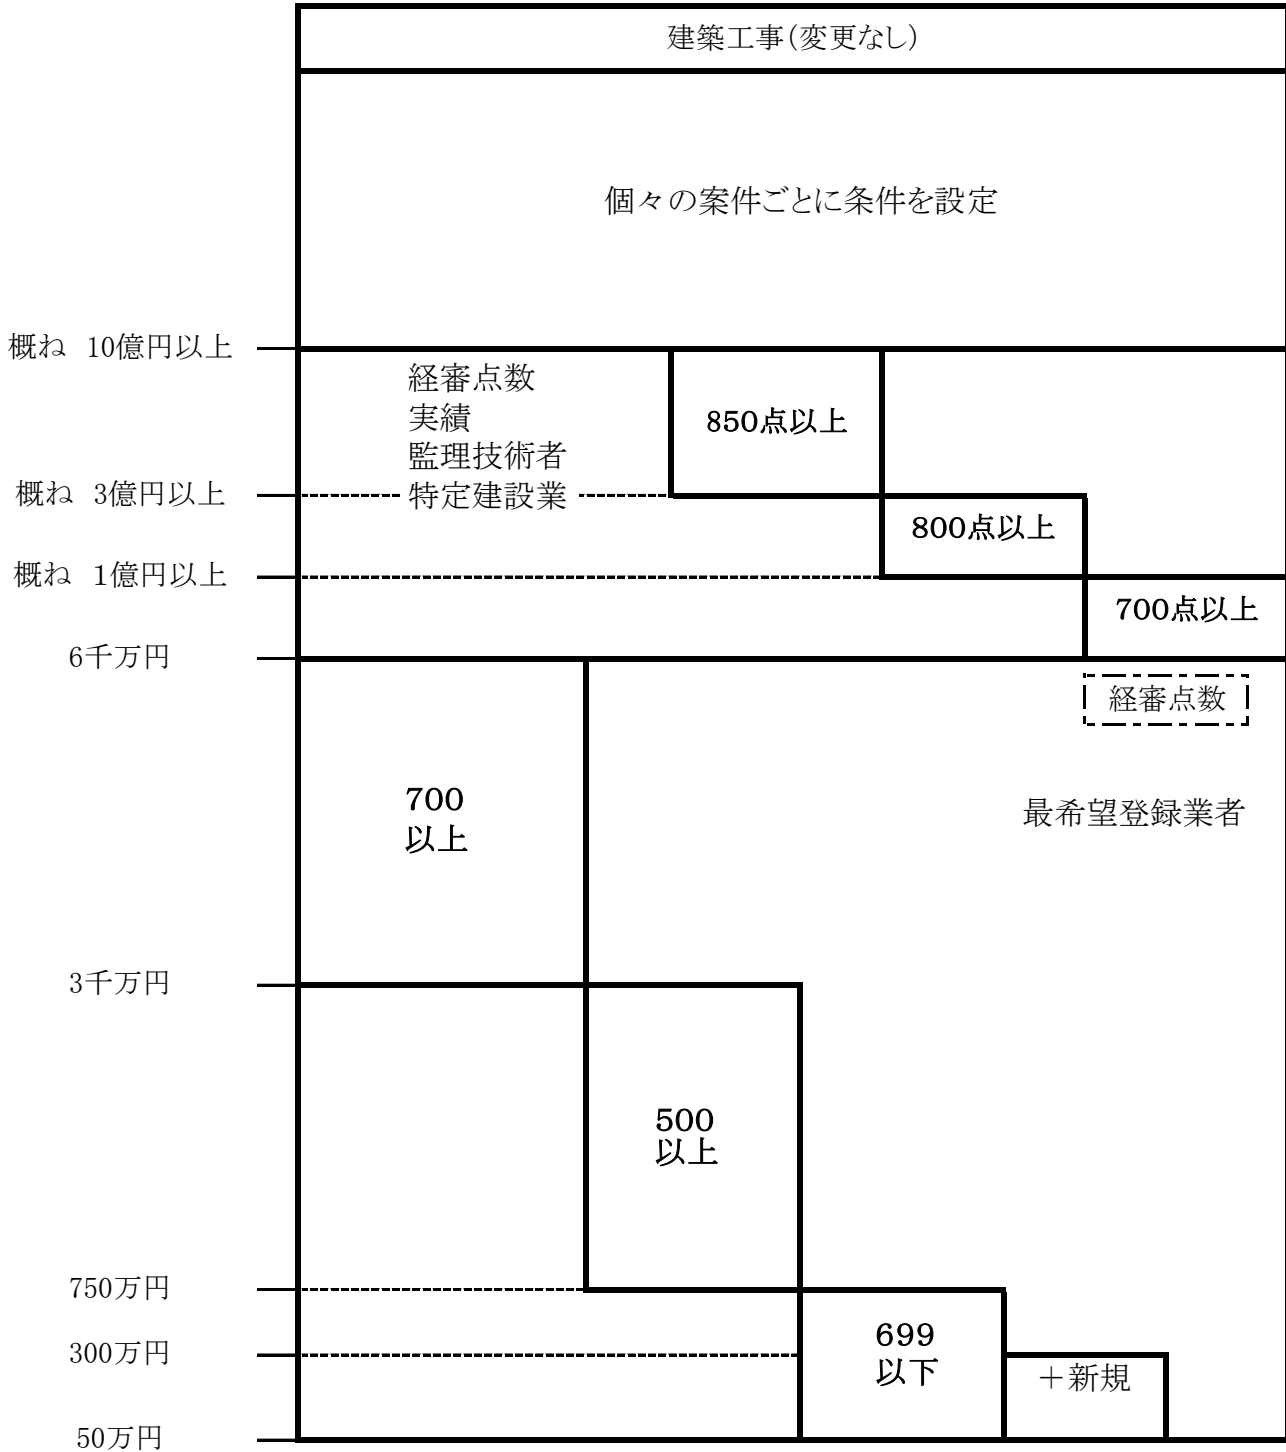 建築工事(変更なし)
個々の案件ごとに条件を設定
概ね 10億円以上
経審点数
実績
監理技術者
特定建設業
850点以上
概ね 3億円以上
800点以上
概ね 1億円以上
700点以上
6千万円
経審点数
700
以上
最希望登録業者
3千万円
500
以上
750万円
699
以下
300万円
+新規
50万円